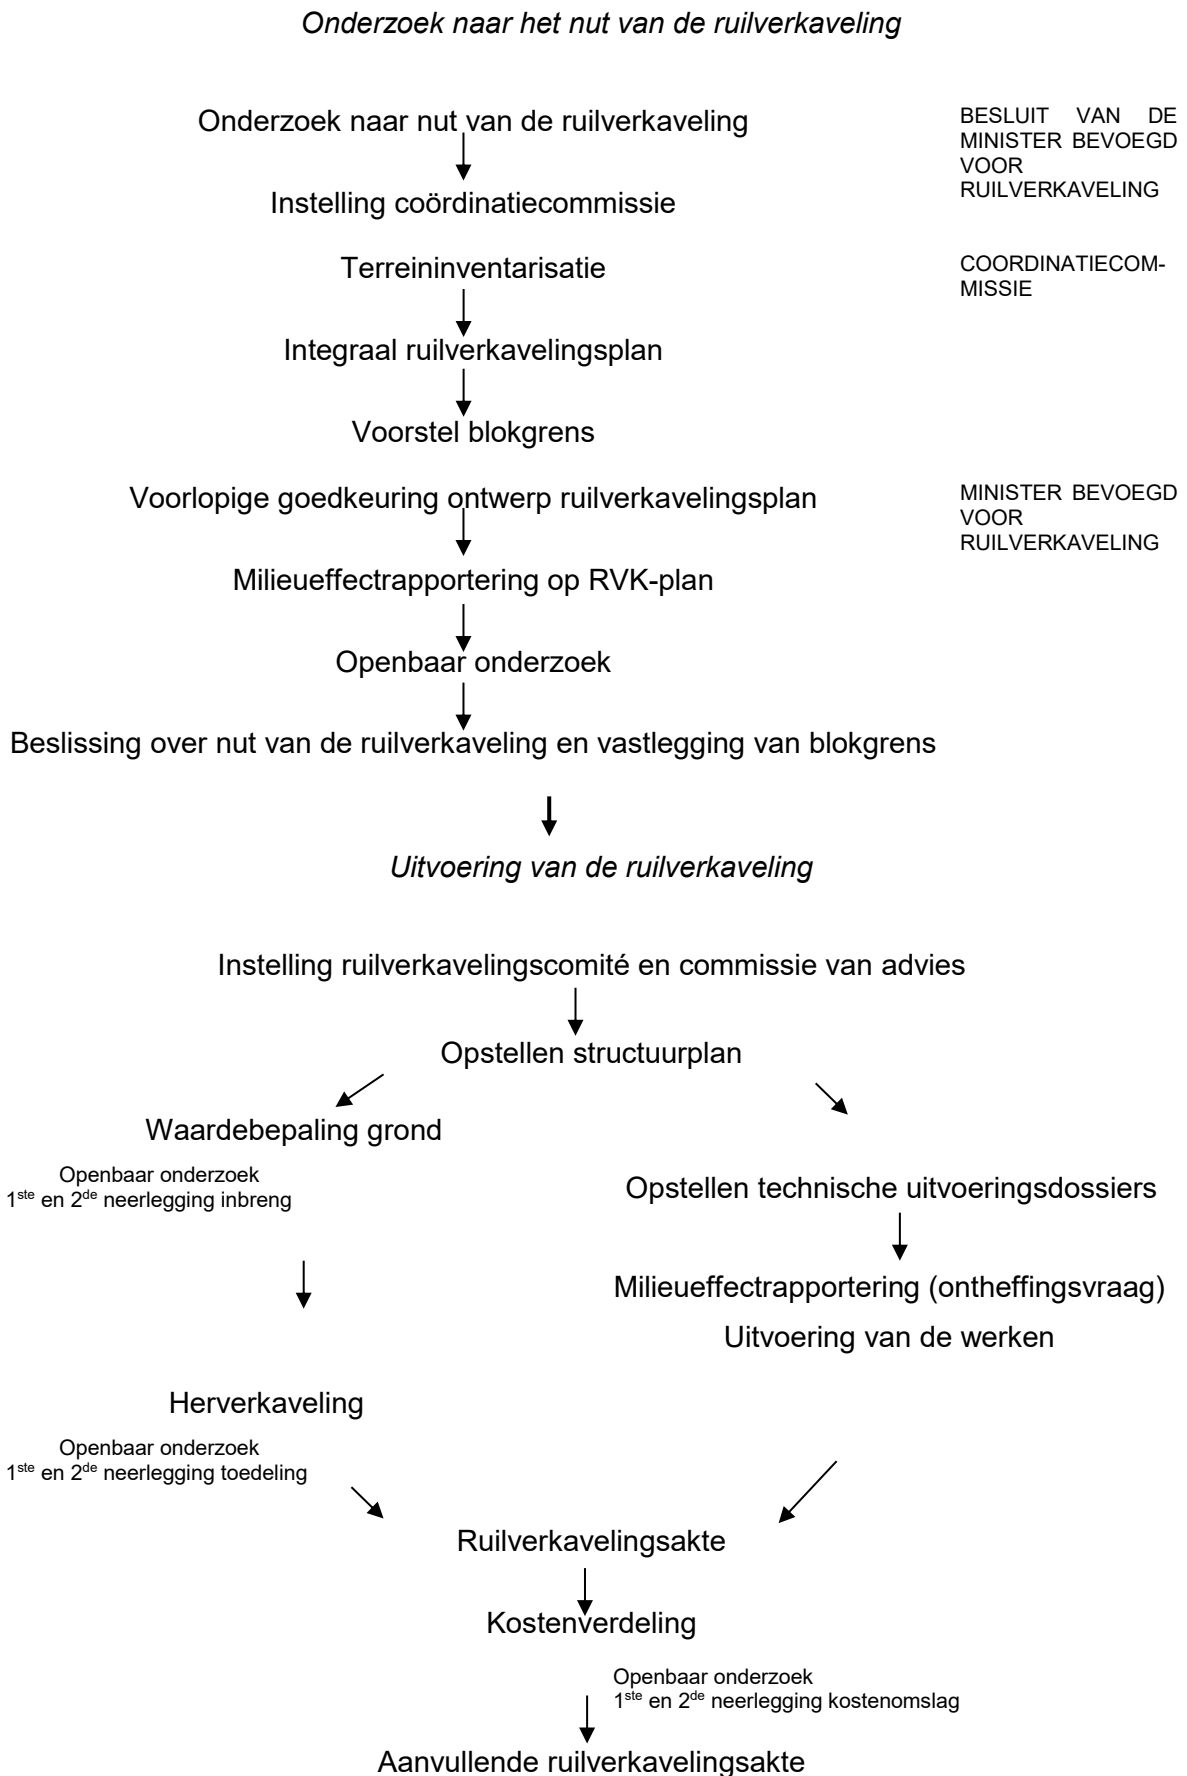 Onderzoek naar het nut van de ruilverkaveling
Onderzoek naar nut van de ruilverkaveling
BESLUIT VAN DE
MINISTER BEVOEGD
VOOR
RUILVERKAVELING
Instelling coördinatiecommissie
Terreininventarisatie
COORDINATIECOM-
MISSIE
Integraal ruilverkavelingsplan
Voorstel blokgrens
Voorlopige goedkeuring ontwerp ruilverkavelingsplan
MINISTER BEVOEGD
VOOR
RUILVERKAVELING
Milieueffectrapportering op RVK-plan
Openbaar onderzoek
Beslissing over nut van de ruilverkaveling en vastlegging van blokgrens
Uitvoering van de ruilverkaveling
Instelling ruilverkavelingscomité en commissie van advies
Opstellen structuurplan
Waardebepaling grond
Openbaar onderzoek
1ste en 2de neerlegging inbreng
Opstellen technische uitvoeringsdossiers
Milieueffectrapportering (ontheffingsvraag)
Uitvoering van de werken
Herverkaveling
Openbaar onderzoek
1ste en 2de neerlegging toedeling
Ruilverkavelingsakte
Kostenverdeling
Openbaar onderzoek
1ste en 2de neerlegging kostenomslag
Aanvullende ruilverkavelingsakte